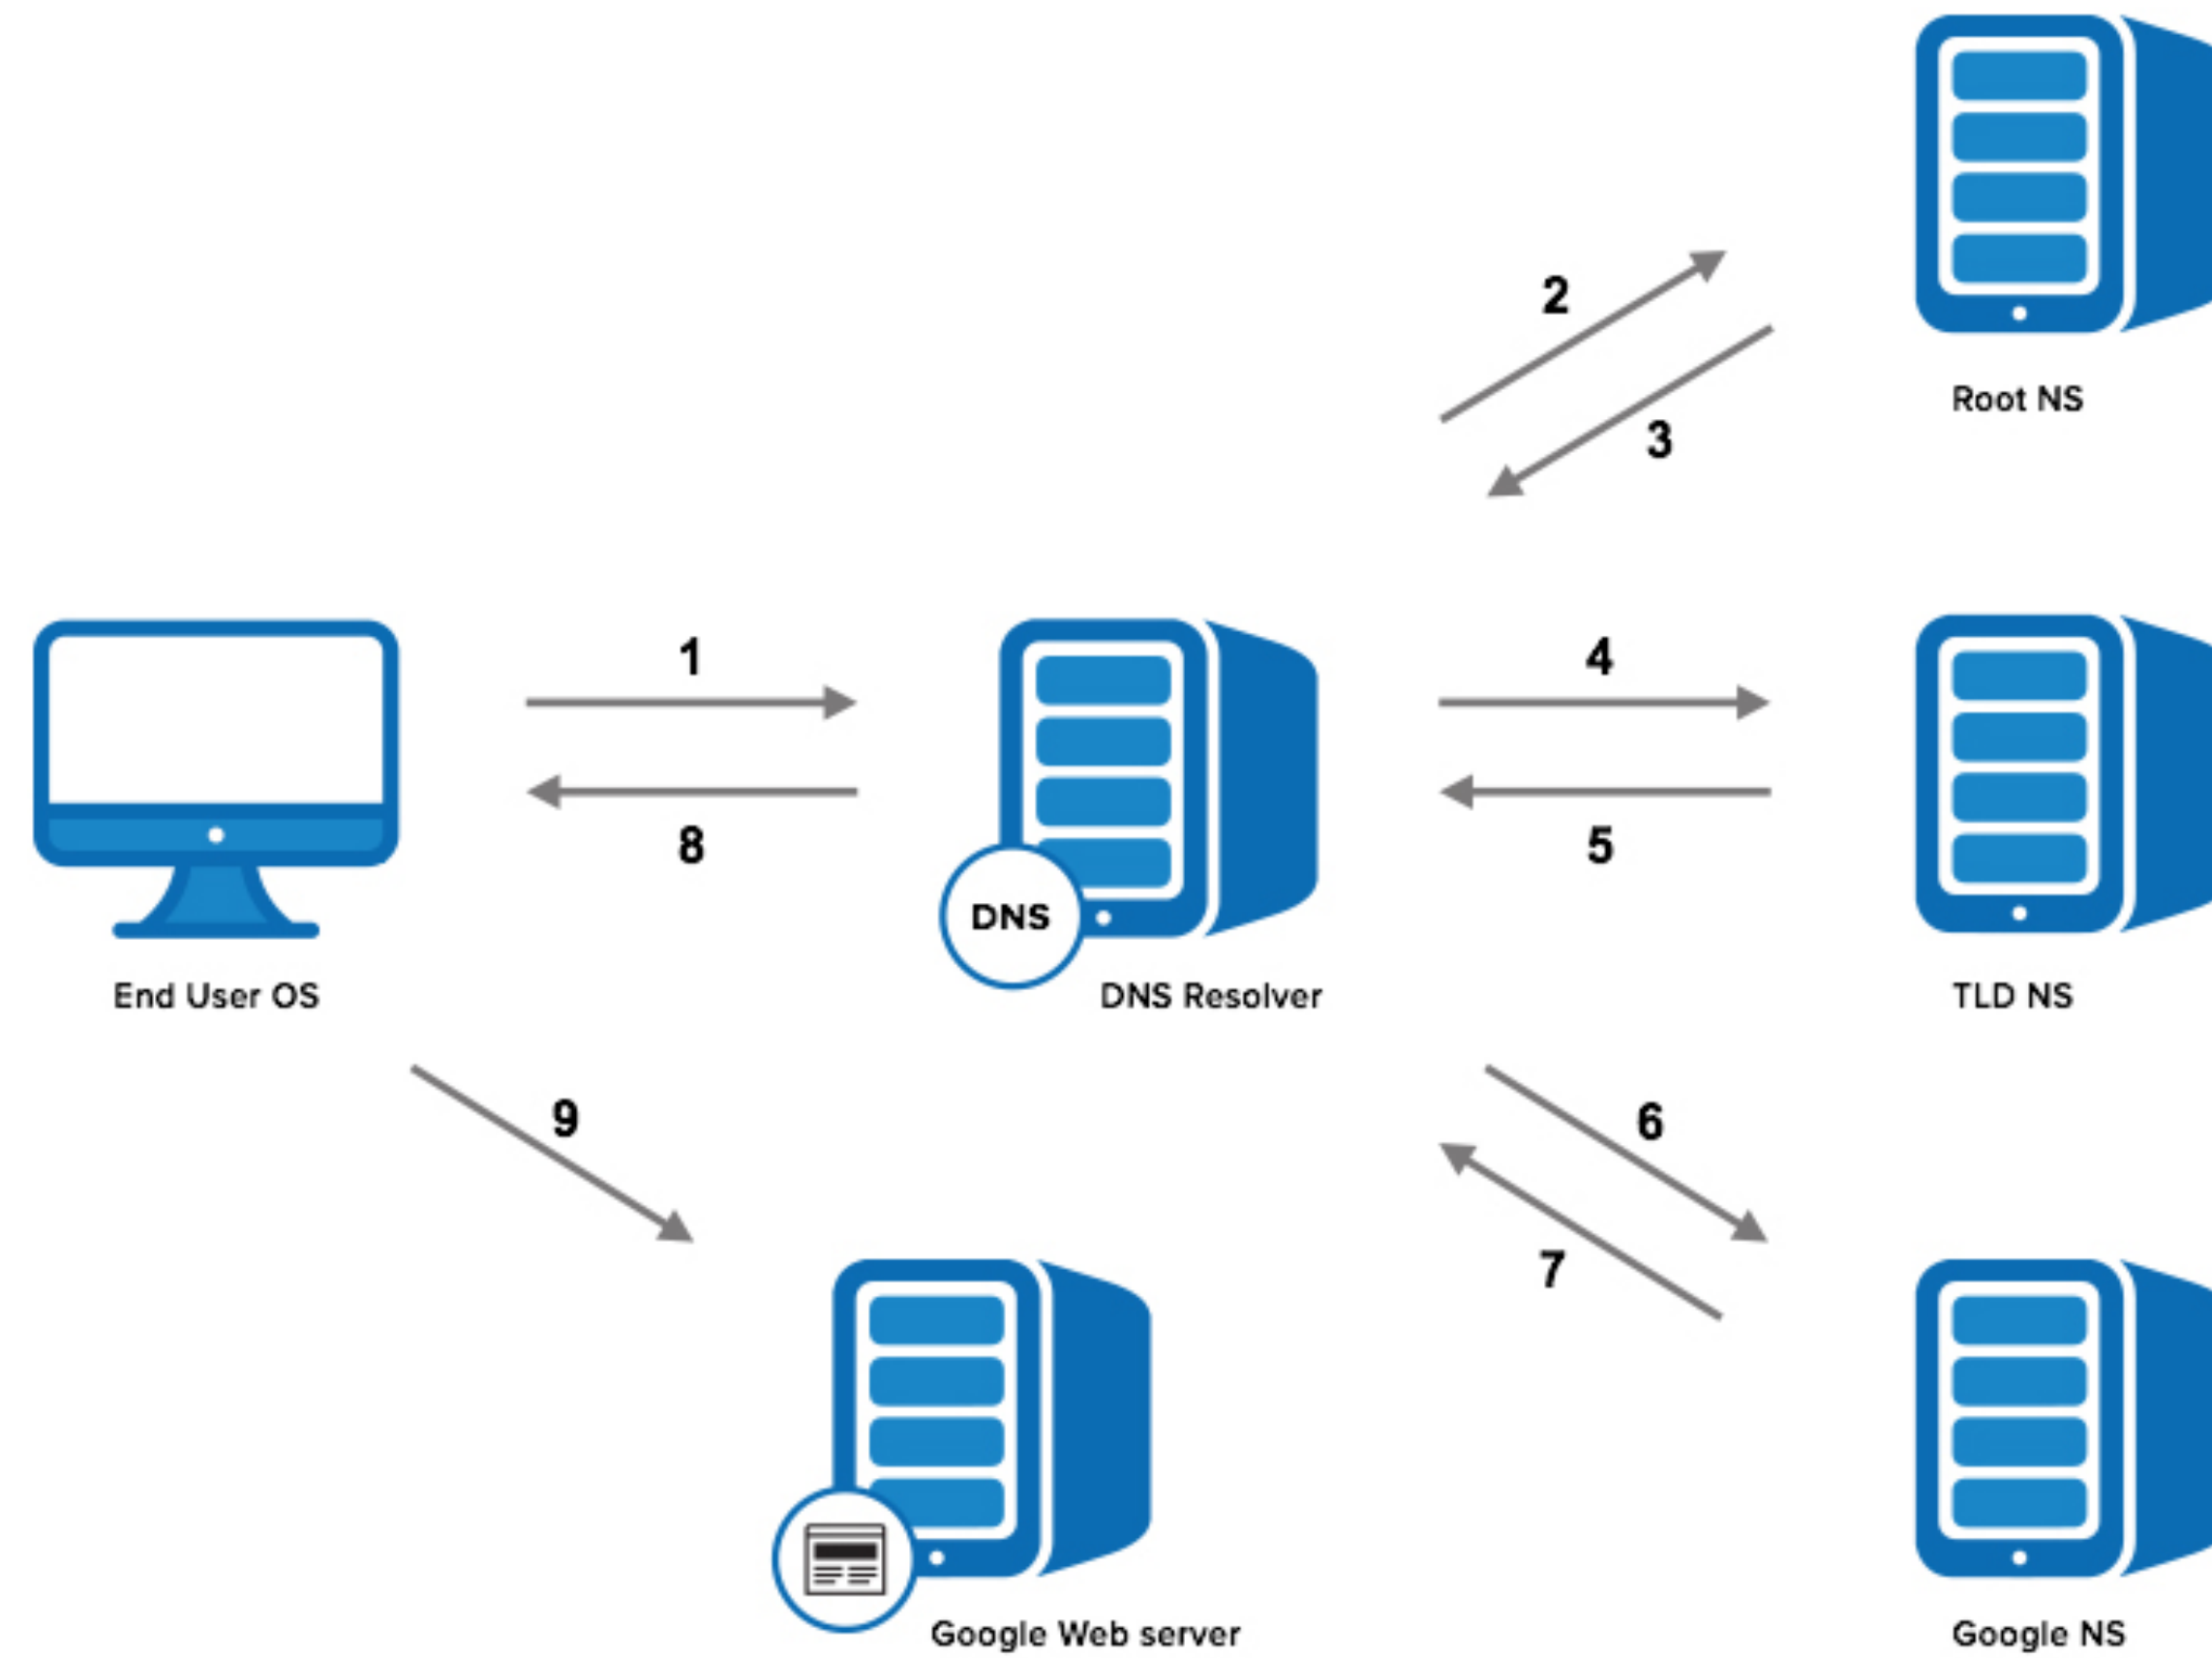 2
3
Root NS
1
4
8
5
DNS
End User OS
DNS Resolver
TLD NS
9
6
7
Google Web server
Google NS